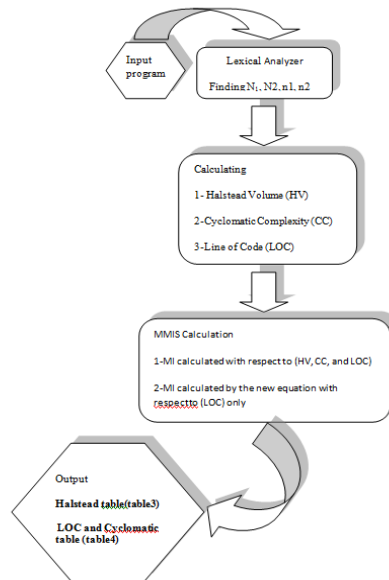 Input
program
Lexical Analyzer
Finding N1, N2, n1, n2
Calculating
1- Halstead Volume (HV)
2-Cyclomatic Complexity (CC)
3-Line of Code (LOC)
MMIS Calculation
1-MI calculated with respect to (HV, CC, and LOC)
2-MI calculated by the new equation with
respectto (LOC) only
Output
Halstead table(table3)
LOC and Cyclomatic
table (table4)